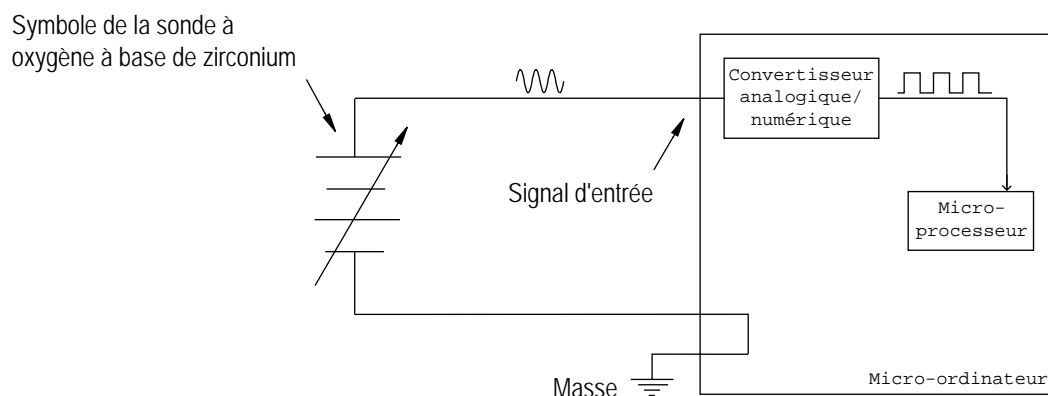 Symbole de la sonde à
oxygène à base de zirconium
Convertisseur
analogique/
numérique
Signal d'entrée
Micro-
processeur
Masse
Micro-ordinateur